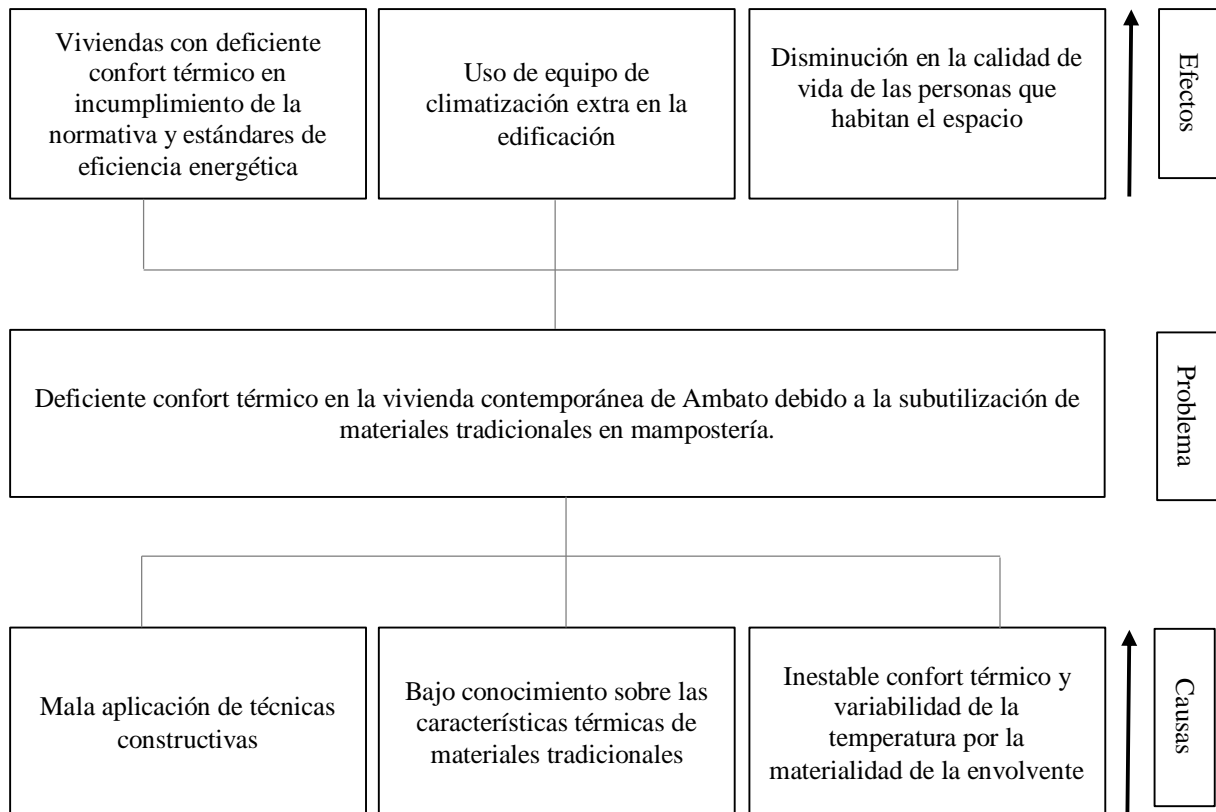 Viviendas con deficiente
confort térmico en
incumplimiento de la
normativa y estándares de
eficiencia energética
Uso de equipo de
climatización extra en la
edificación
Disminución en la calidad de
vida de las personas que
habitan el espacio
Efectos
Deficiente confort térmico en la vivienda contemporánea de Ambato debido a la subutilización de
materiales tradicionales en mampostería.
Problema
Mala aplicación de técnicas
constructivas
Bajo conocimiento sobre las
características térmicas de
materiales tradicionales
Inestable confort térmico y
variabilidad de la
temperatura por la
materialidad de la envolvente
Causas